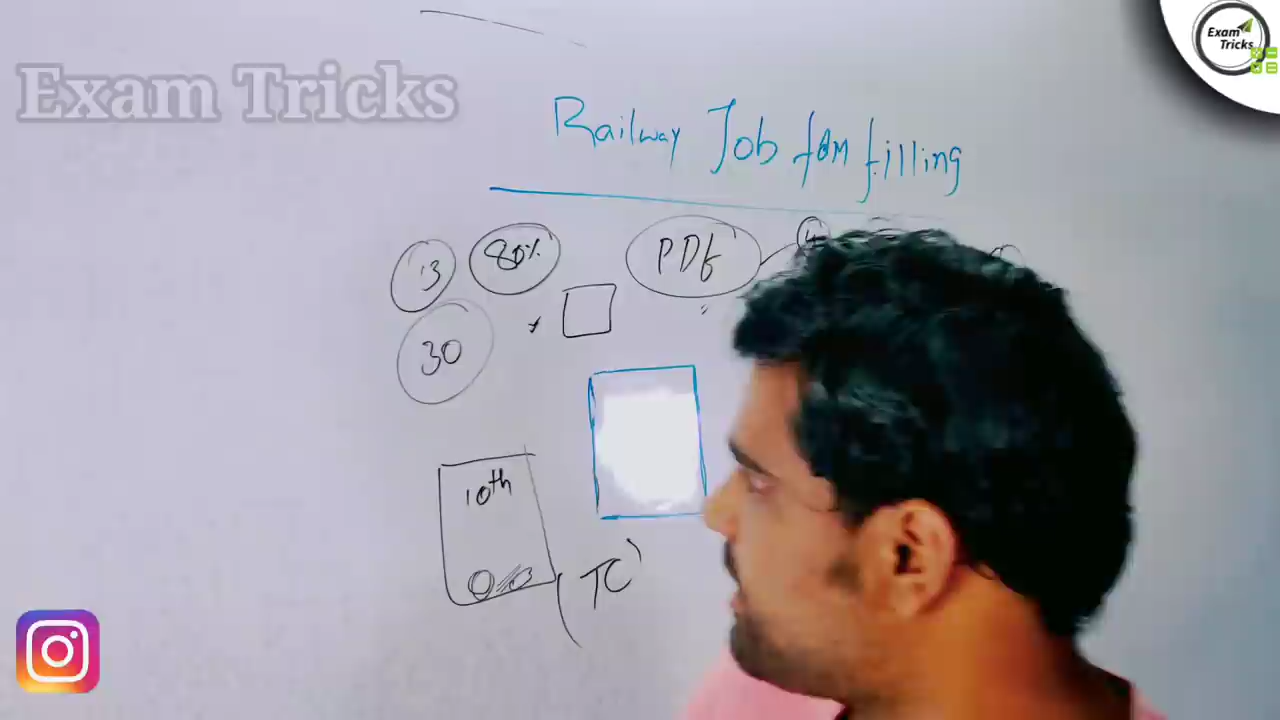 Exam
Tricks
Exam Tricks
Railway Job form filling
13 80% PDF
30
10th
TC